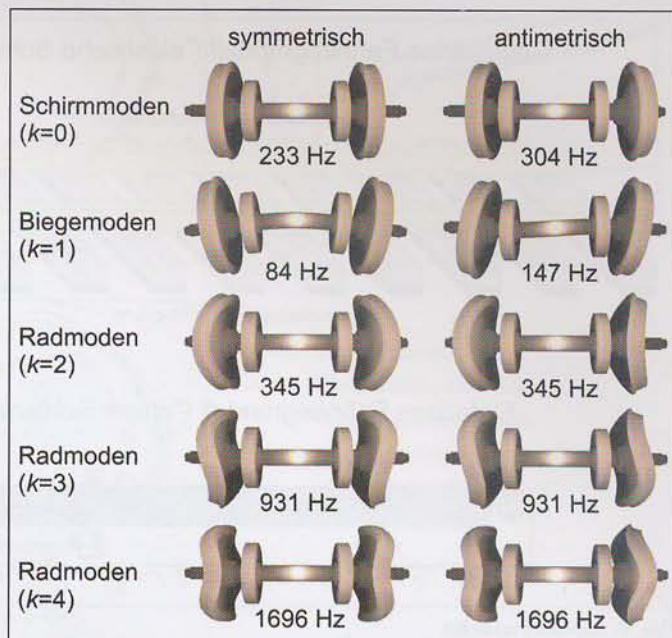 symmetrisch antimetrisch
Schirmmoden
(k=0)
233 Hz 304 Hz
Biegemoden
(k=1)
84 Hz 147 Hz
Radmoden
(k=2)
345 Hz 345 Hz
Radmoden
(k=3)
931 Hz 931 Hz
Radmoden
(k=4)
1696 Hz 1696 Hz